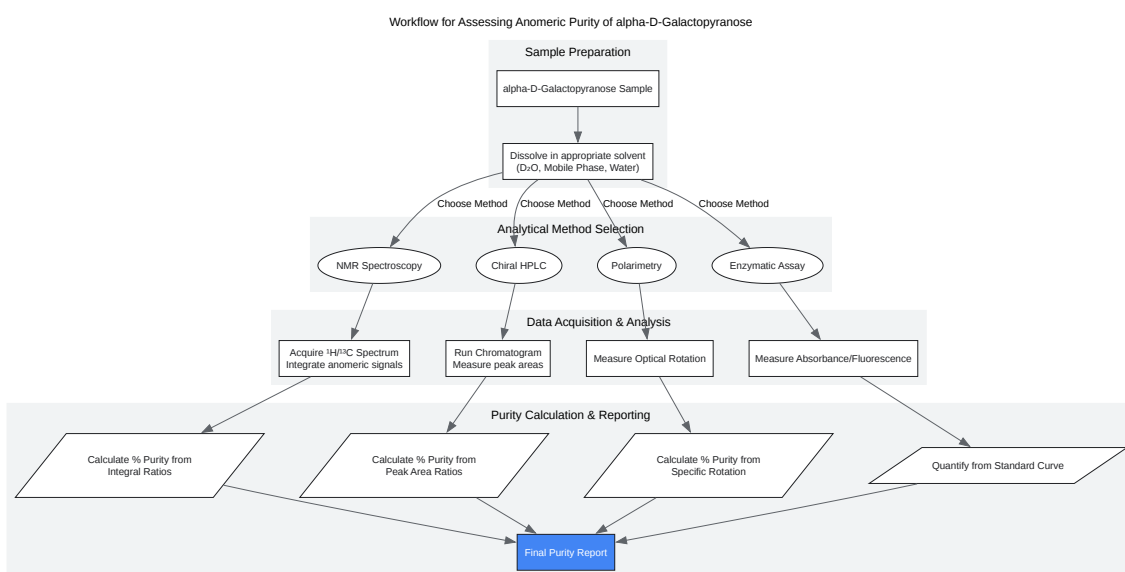 Workflow for Assessing Anomeric Purity of alpha-D-Galactopyranose
Sample Preparation
alpha-D-Galactopyranose Sample
Dissolve in appropriate solvent
(D₂O, Mobile Phase, Water)
Choose Method
Choose Method
Choose Method
Choose Method
Analytical Method Selection
NMR Spectroscopy
Chiral HPLC
Polarimetry
Enzymatic Assay
Data Acquisition & Analysis
Acquire ¹H/¹³C Spectrum
Integrate anomeric signals
Run Chromatogram
Measure peak areas
Measure Optical Rotation
Measure Absorbance/Fluorescence
Purity Calculation & Reporting
Calculate % Purity from
Integral Ratios
Calculate % Purity from
Peak Area Ratios
Calculate % Purity from
Specific Rotation
Quantify from Standard Curve
Final Purity Report